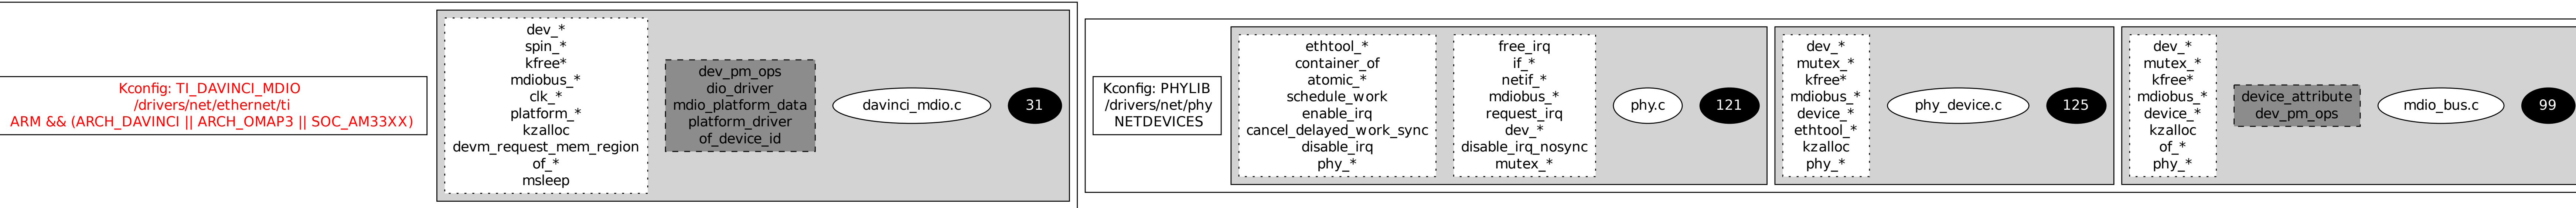 Kconfig: TI_DAVINCI_MDIO
/drivers/net/ethernet/ti
ARM && (ARCH_DAVINCI || ARCH_OMAP3 || SOC_AM33XX)
dev_*
spin_*
kfree*
mdiobus_*
clk_*
platform_*
kzalloc
devm_request_mem_region
of_*
msleep
dev_pm_ops
dio_driver
mdio_platform_data
platform_driver
of_device_id
davinci_mdio.c
31
Kconfig: PHYLIB
/drivers/net/phy
NETDEVICES
ethtool_*
container_of
atomic_*
schedule_work
enable_irq
cancel_delayed_work_sync
disable_irq
phy_*
free_irq
if_*
netif_*
mdiobus_*
request_irq
dev_*
disable_irq_nosync
mutex_*
phy.c
121
dev_*
mutex_*
kfree*
mdiobus_*
device_*
ethtool_*
kzalloc
phy_*
phy_device.c
125
dev_*
mutex_*
kfree*
mdiobus_*
device_*
kzalloc
of_*
phy_*
device_attribute
dev_pm_ops
mdio_bus.c
99